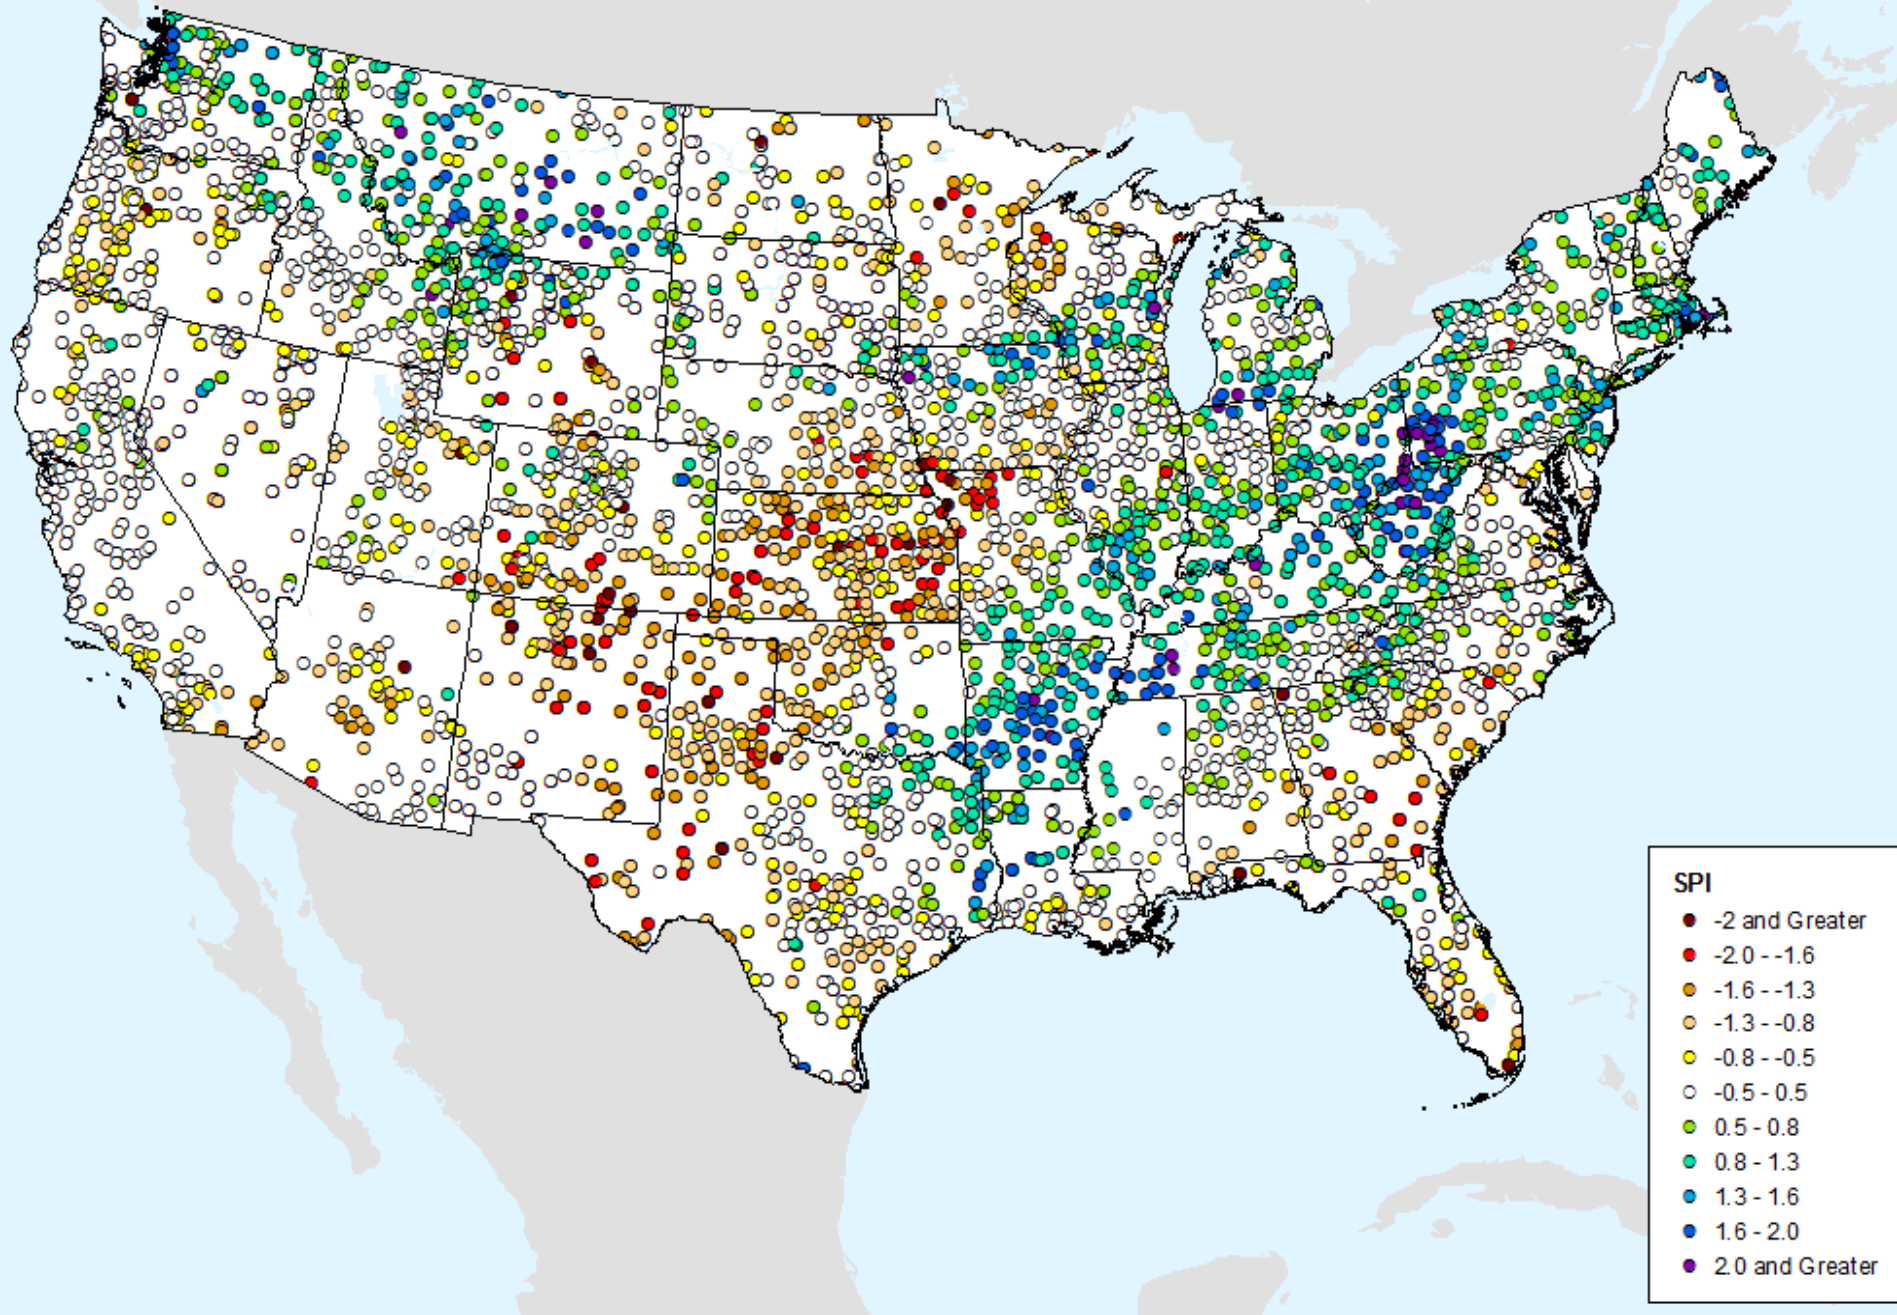 SPI
-2 and Greater
-2.0 - -1.6
-1.6 - -1.3
-1.3 - -0.8
-0.8 - -0.5
-0.5 - 0.5
0.5 - 0.8
0.8 - 1.3
1.3 - 1.6
1.6 - 2.0
2.0 and Greater